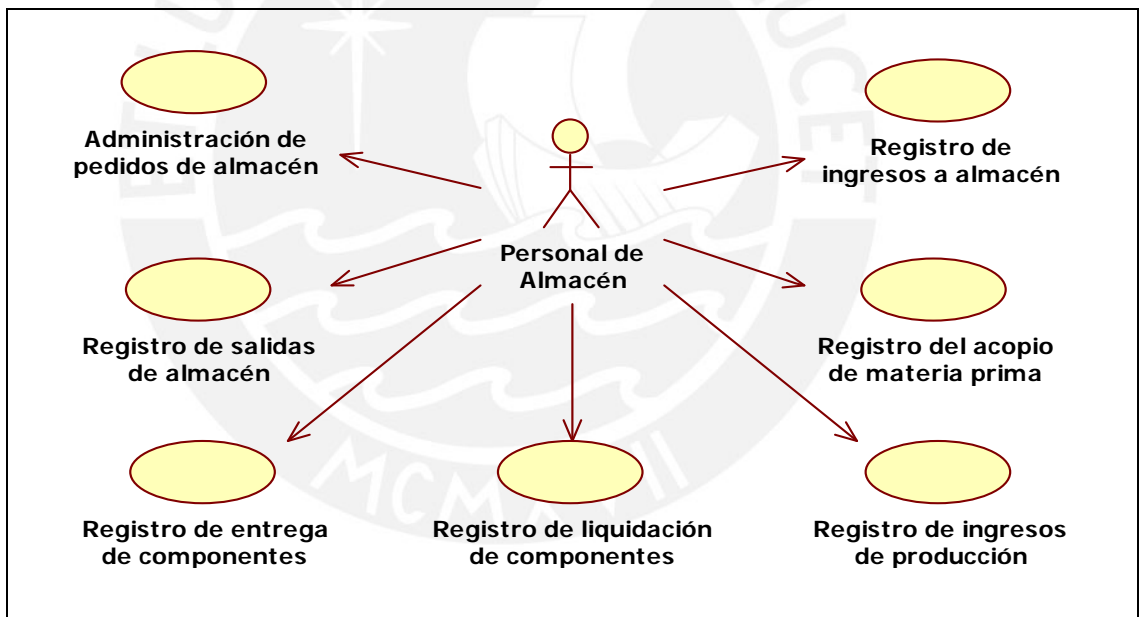 Administración de
pedidos de almacén
Registro de
ingresos a almacén
Personal de
Almacén
Registro de salidas
de almacén
Registro del acopio
de materia prima
Registro de entrega
de componentes
Registro de liquidación
de componentes
Registro de ingresos
de producción